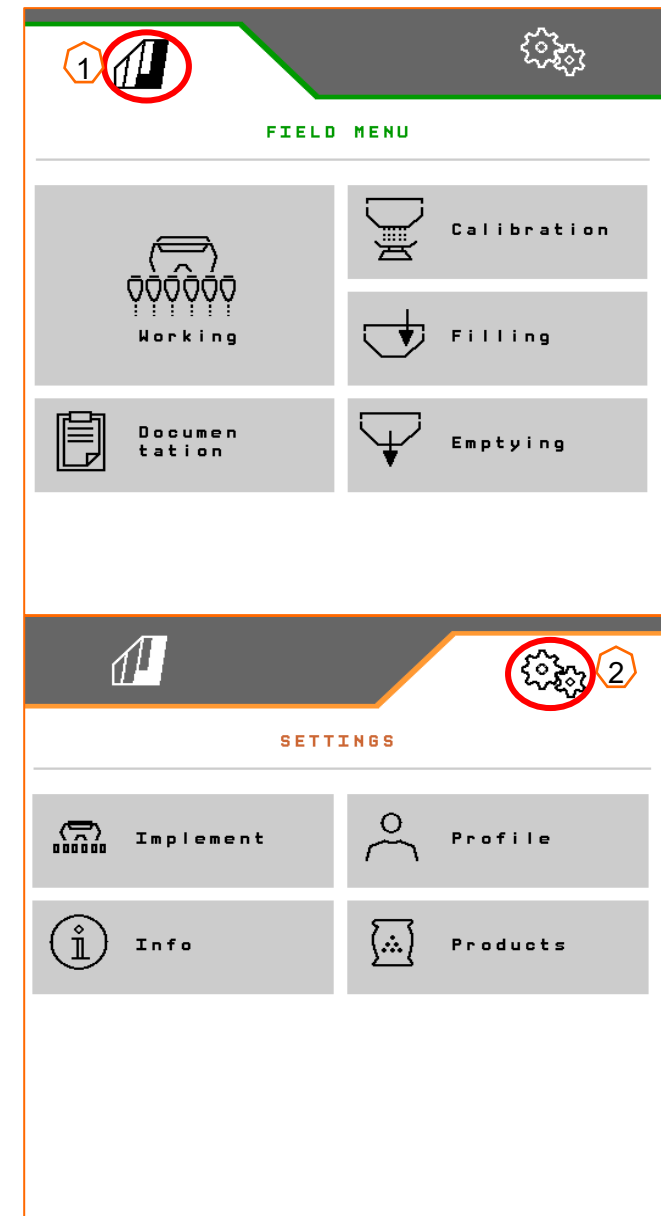 1
FIELD MENU
Working
Calibration
Filling
Documen
tation
Emptying
2
SETTINGS
Implement
Profile
Info
Products